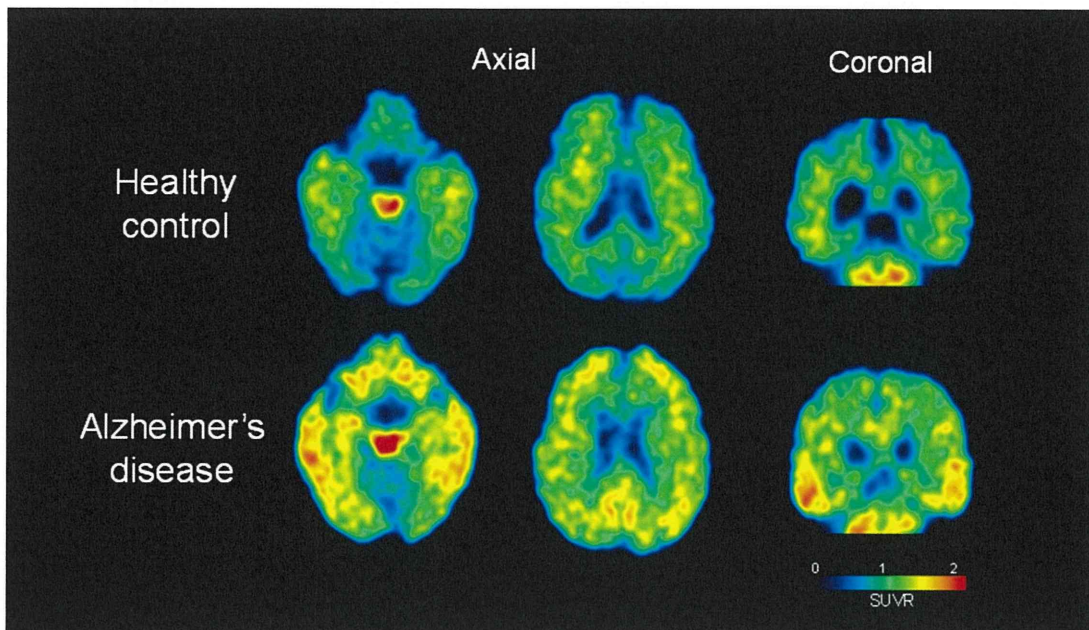 Axial
Coronal
Healthy
control
Alzheimer's
disease
0 1 2
SUVR